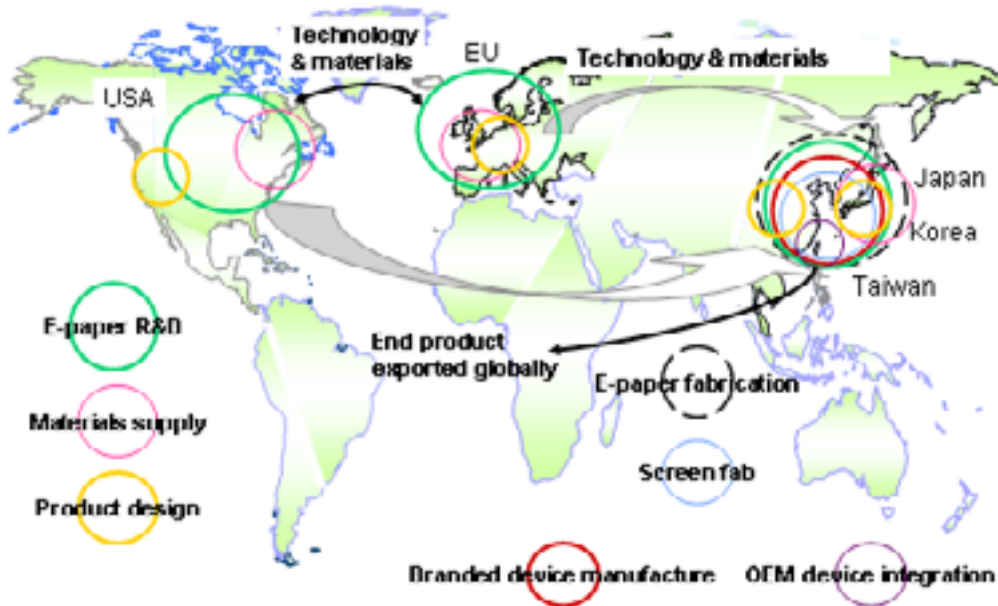 Technology
& materials
EU
Technology & materials
USA
Japan
Korea
Taiwan
E-paper R&D
End product
exported globally
E-paper fabrication
Materials supply
Screen fab
Product design
Branded device manufacture
OEM device integration